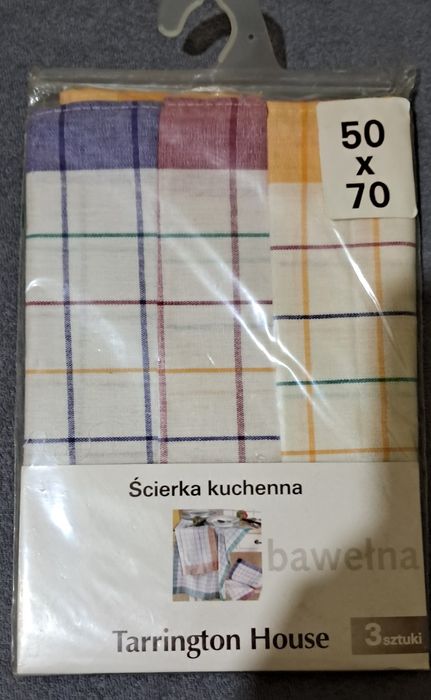 50
x
70
Ścierka kuchenna
bawełna
Tarrington House
3 sztuki